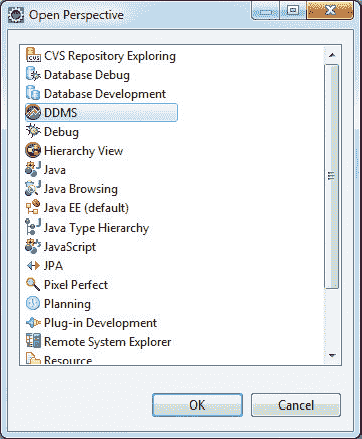 Open Perspective
CVS Repository Exploring
Database Debug
Database Development
DDMS
Debug
Hierarchy View
Java
Java Browsing
Java EE (default)
Java Type Hierarchy
JavaScript
JPA
Pixel Perfect
Planning
Plug-in Development
Remote System Explorer
Resource
OK
Cancel